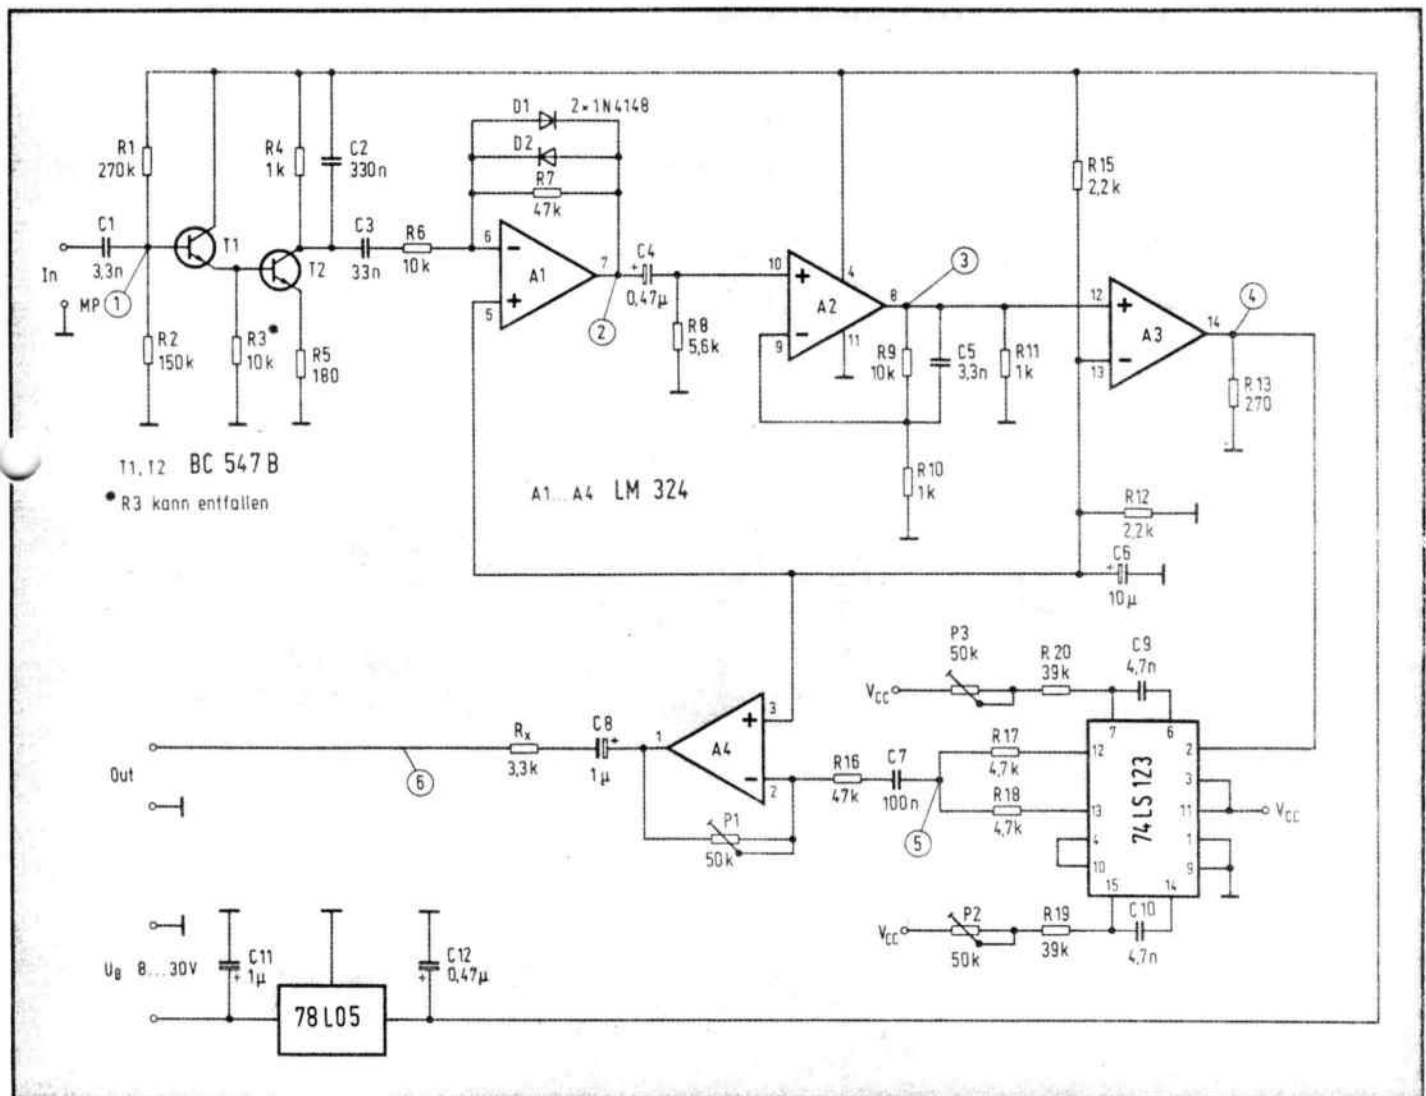 D1
2×1N4148
D2
R1
270k
R4
1k
C2
330n
R7
47k
R15
2,2k
C1
3,3n
In
MP
1
T1
T2
C3
33n
R6
10k
6
5
A1
7
C4
+
0,47µ
2
R2
150k
R3●
10k
R5
180
R8
5,6k
10
9
A2
4
11
8
3
R9
10k
C5
3,3n
R11
1k
12
13
A3
14
4
R13
270
T1, T2 BC 547 B
● R3 kann entfallen
A1...A4 LM 324
R10
1k
R12
2,2k
C6
+
10µ
P3
50k
VCC
R20
39k
C9
4,7n
Out
6
Rx
3,3k
C8
+
1µ
1
A4
3
2
P1
50k
R16
47k
C7
100n
5
R17
4,7k
R18
4,7k
7
6
12
13
4
10
15
14
2
3
11
1
9
74LS 123
VCC
VCC
P2
50k
R19
39k
C10
4,7n
UB 8...30V
C11
+ 1µ
C12
+ 0,47µ
78L05